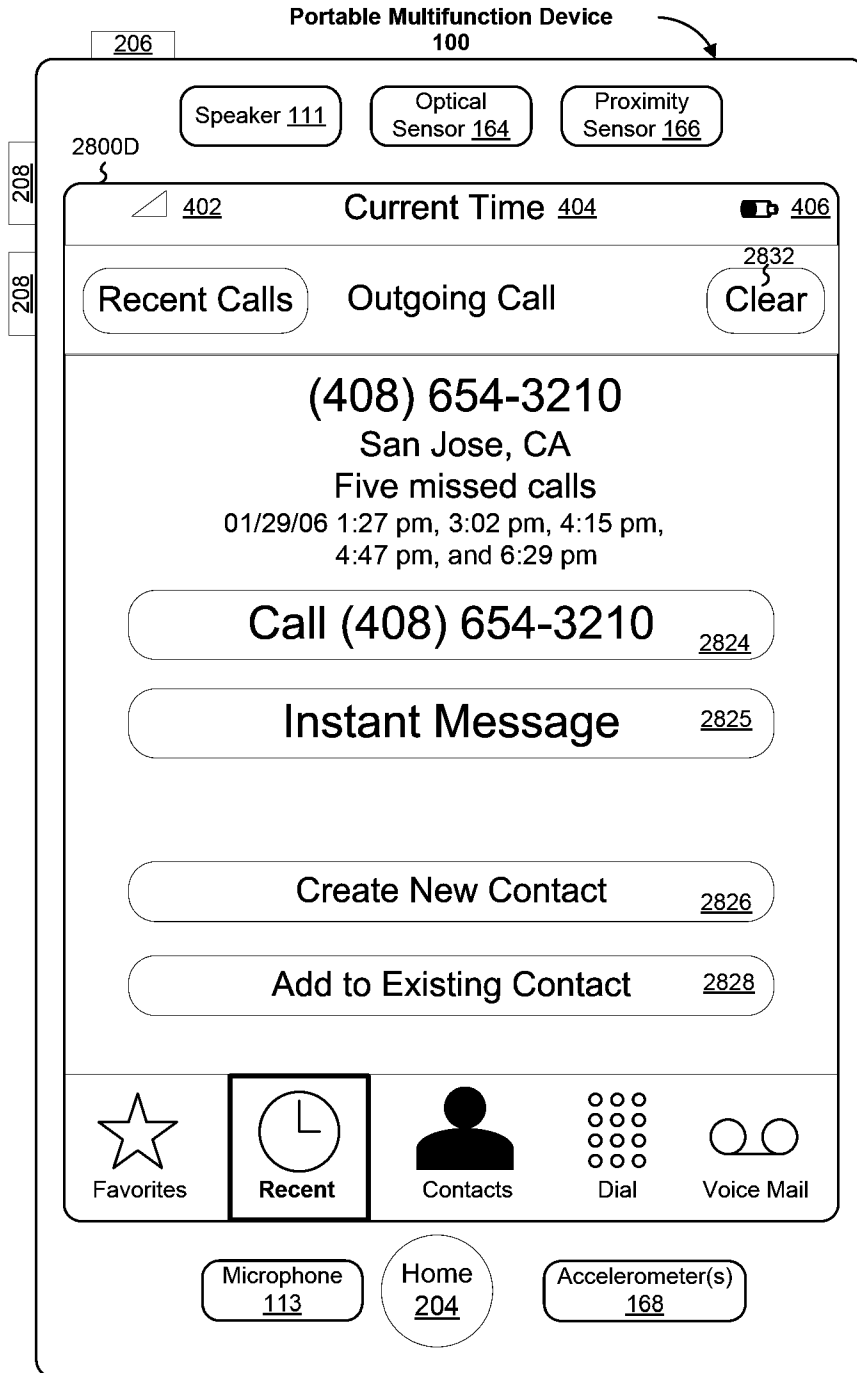 Portable Multifunction Device
100
206
Speaker 111
Optical
Sensor 164
Proximity
Sensor 166
2800D
208
208
402
Current Time 404
406
2832
Recent Calls
Outgoing Call
Clear
(408) 654-3210
San Jose, CA
Five missed calls
01/29/06 1:27 pm, 3:02 pm, 4:15 pm,
4:47 pm, and 6:29 pm
Call (408) 654-3210
2824
Instant Message
2825
Create New Contact
2826
Add to Existing Contact
2828
Favorites
Recent
Contacts
Dial
Voice Mail
Microphone
113
Home
204
Accelerometer(s)
168